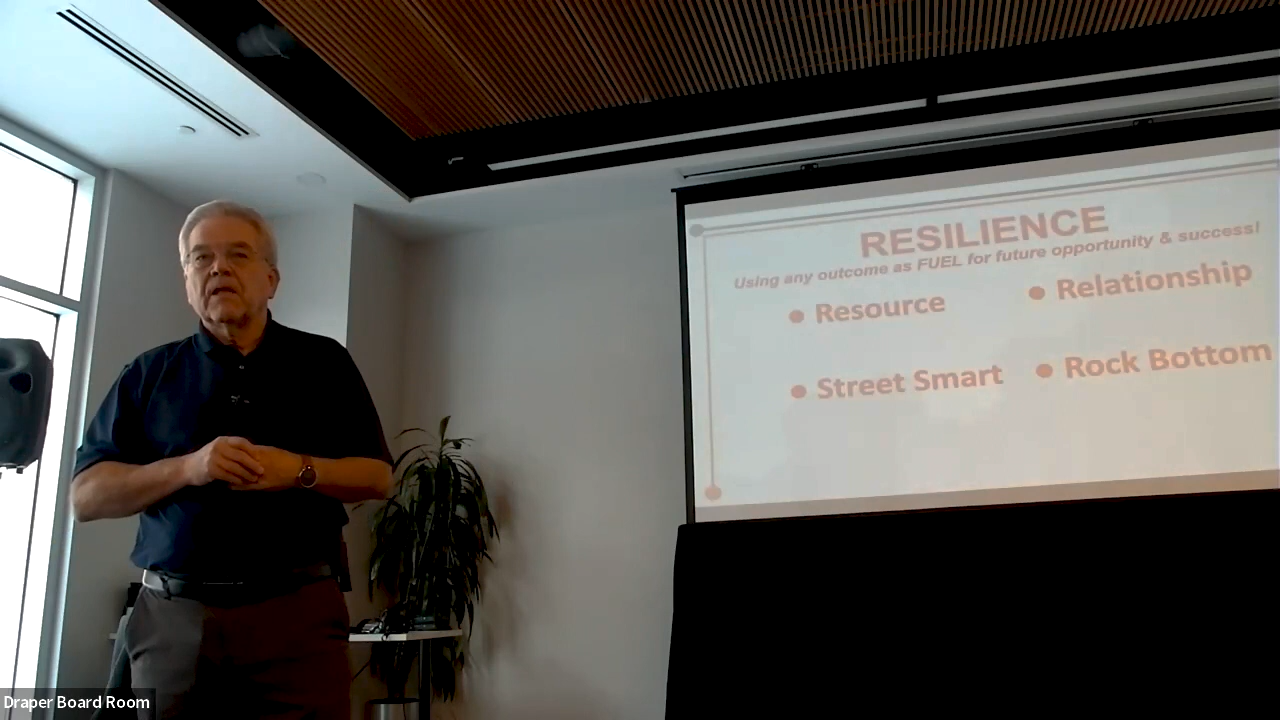 RESILIENCE
Using any outcome as FUEL for future opportunity & success!
• Resource
• Relationship
• Street Smart
• Rock Bottom
Draper Board Room